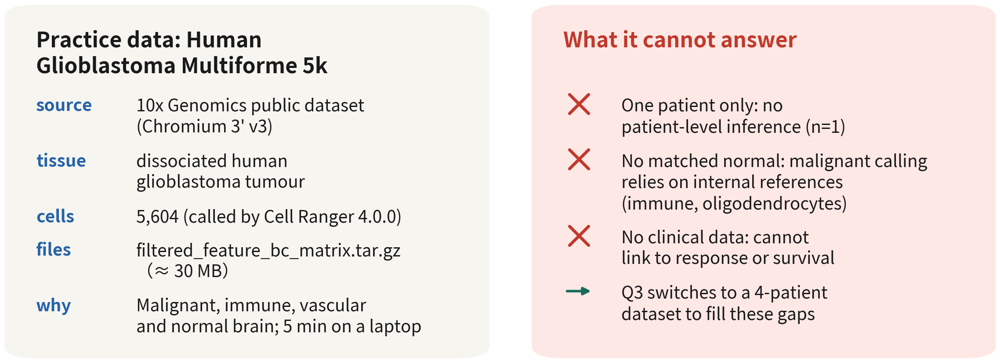 Practice data: Human
Glioblastoma Multiforme 5k
source
10x Genomics public dataset
(Chromium 3' v3)
tissue
dissociated human
glioblastoma tumour
cells
5,604 (called by Cell Ranger 4.0.0)
files
filtered_feature_bc_matrix.tar.gz
（≈ 30 MB）
why
Malignant, immune, vascular
and normal brain; 5 min on a laptop
What it cannot answer
One patient only: no
patient-level inference (n=1)
No matched normal: malignant calling
relies on internal references
(immune, oligodendrocytes)
No clinical data: cannot
link to response or survival
Q3 switches to a 4-patient
dataset to fill these gaps